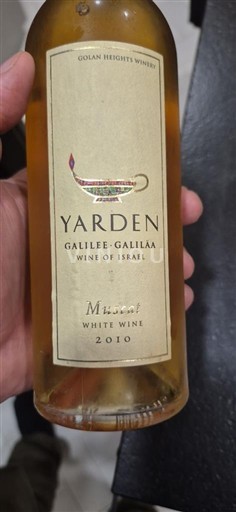 GOLAN HEIGHTS WINERY
YARDEN
GALILEE · GALILÄA
WINE OF ISRAEL
Muscat
WHITE WINE
2010